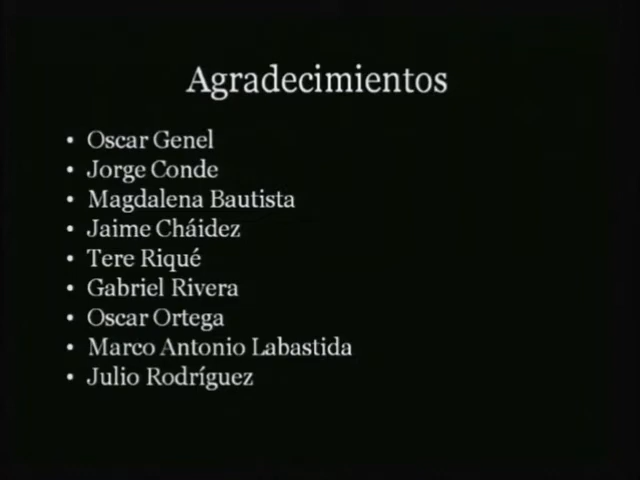 Agradecimientos
• Oscar Genel
• Jorge Conde
• Magdalena Bautista
• Jaime Cháidez
• Tere Riqué
• Gabriel Rivera
• Oscar Ortega
• Marco Antonio Labastida
• Julio Rodríguez